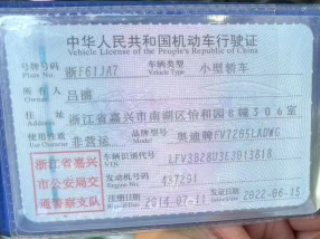 中华人民共和国机动车行驶证
Vehicle License of the People's Republic of China
号牌号码 浙F61JA7 车辆类型 小型轿车
Plate No. Vehicle Type
所有人 吕丽
Owner
住址 浙江省嘉兴市南湖区怡和园8幢306室
Address
使用性质 非营运 品牌型号 奥迪牌FV7205LADWG
Use Character Model
浙江省嘉兴 车辆识别代号 LFV3B28U3E3013818
市公安局交 发动机号码 437291
Engine No.
通警察支队 注册日期 2014-07-11 发证日期 2022-06-15